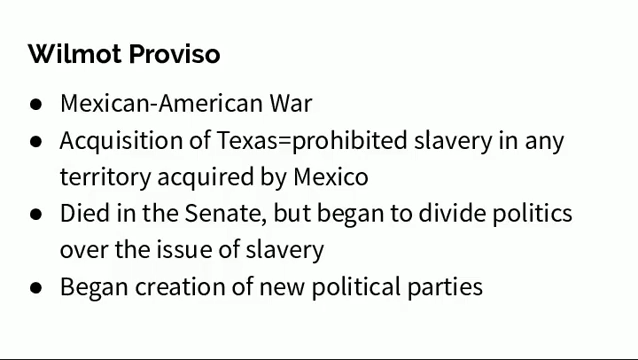 Wilmot Proviso
● Mexican-American War
● Acquisition of Texas=prohibited slavery in any
territory acquired by Mexico
● Died in the Senate, but began to divide politics
over the issue of slavery
● Began creation of new political parties